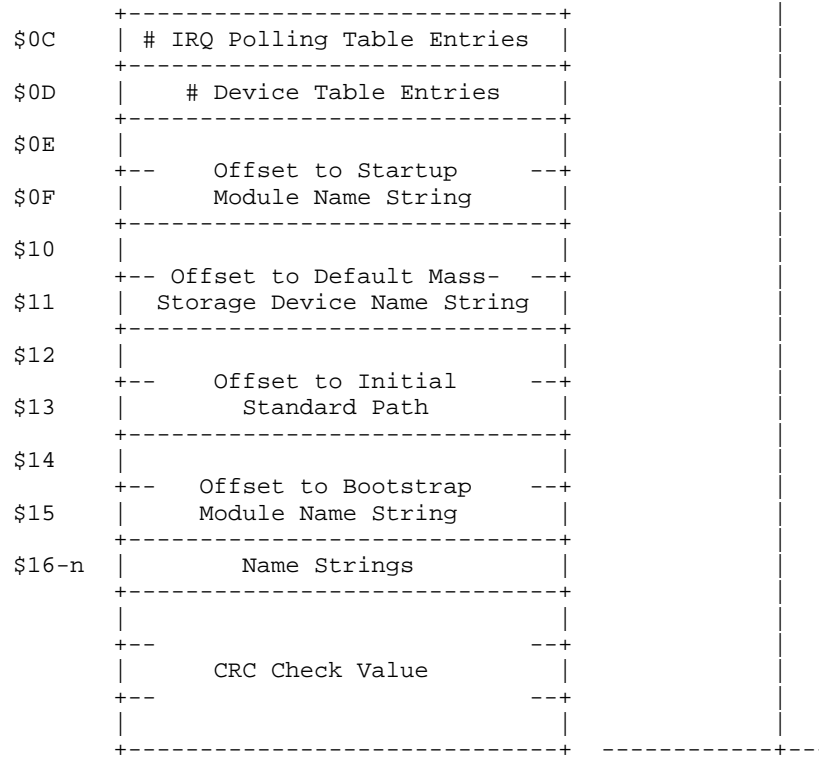 $0C | # IRQ Polling Table Entries |
$0D | # Device Table Entries |
$0E
+-- Offset to Startup --+
$0F | Module Name String |
$10
+-- Offset to Default Mass- --+
$11 | Storage Device Name String |
$12
+-- Offset to Initial --+
$13 | Standard Path |
$14
+-- Offset to Bootstrap --+
$15 | Module Name String |
$16-n | Name Strings |
CRC Check Value